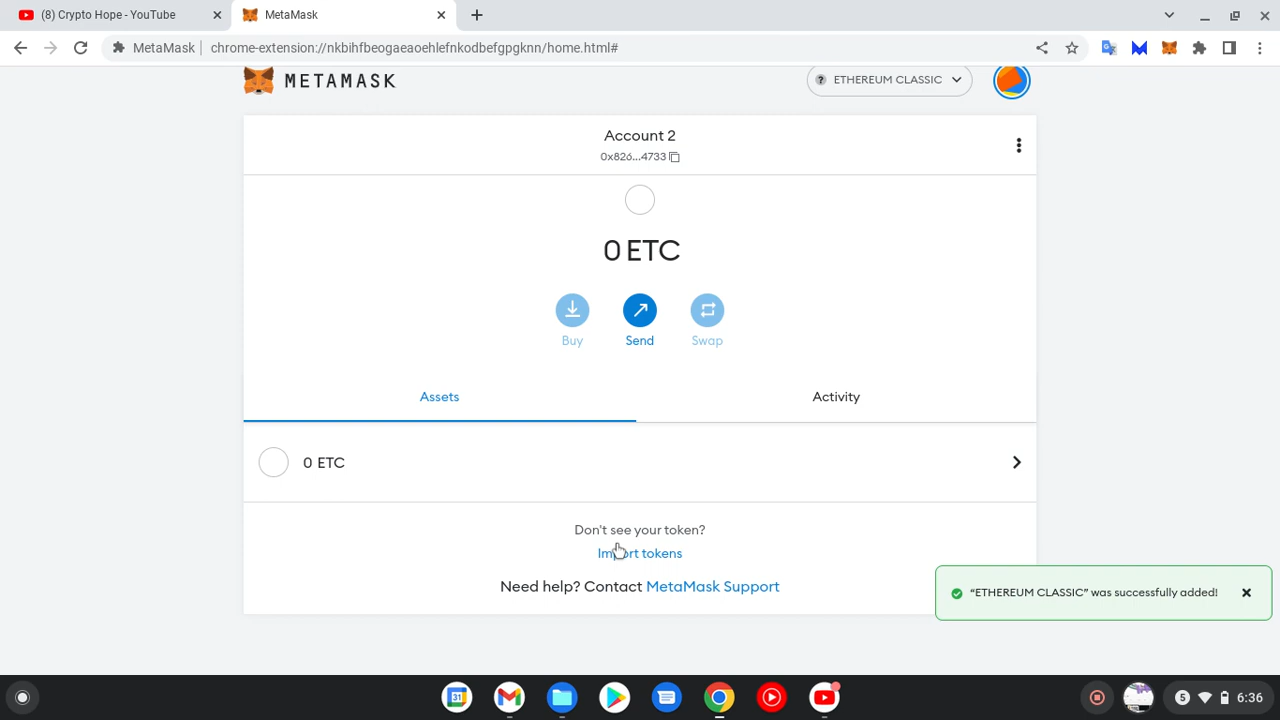 (8) Crypto Hope - YouTube
MetaMask
MetaMask
chrome-extension://nkbihfbeogaeaoehlefnkodbefgpgknn/home.html#
METAMASK
? ETHEREUM CLASSIC
Account 2
0x826...4733
0 ETC
Buy
Send
Swap
Assets
Activity
0 ETC
Don't see your token?
Import tokens
Need help? Contact MetaMask Support
“ETHEREUM CLASSIC” was successfully added!
31
5
6:36